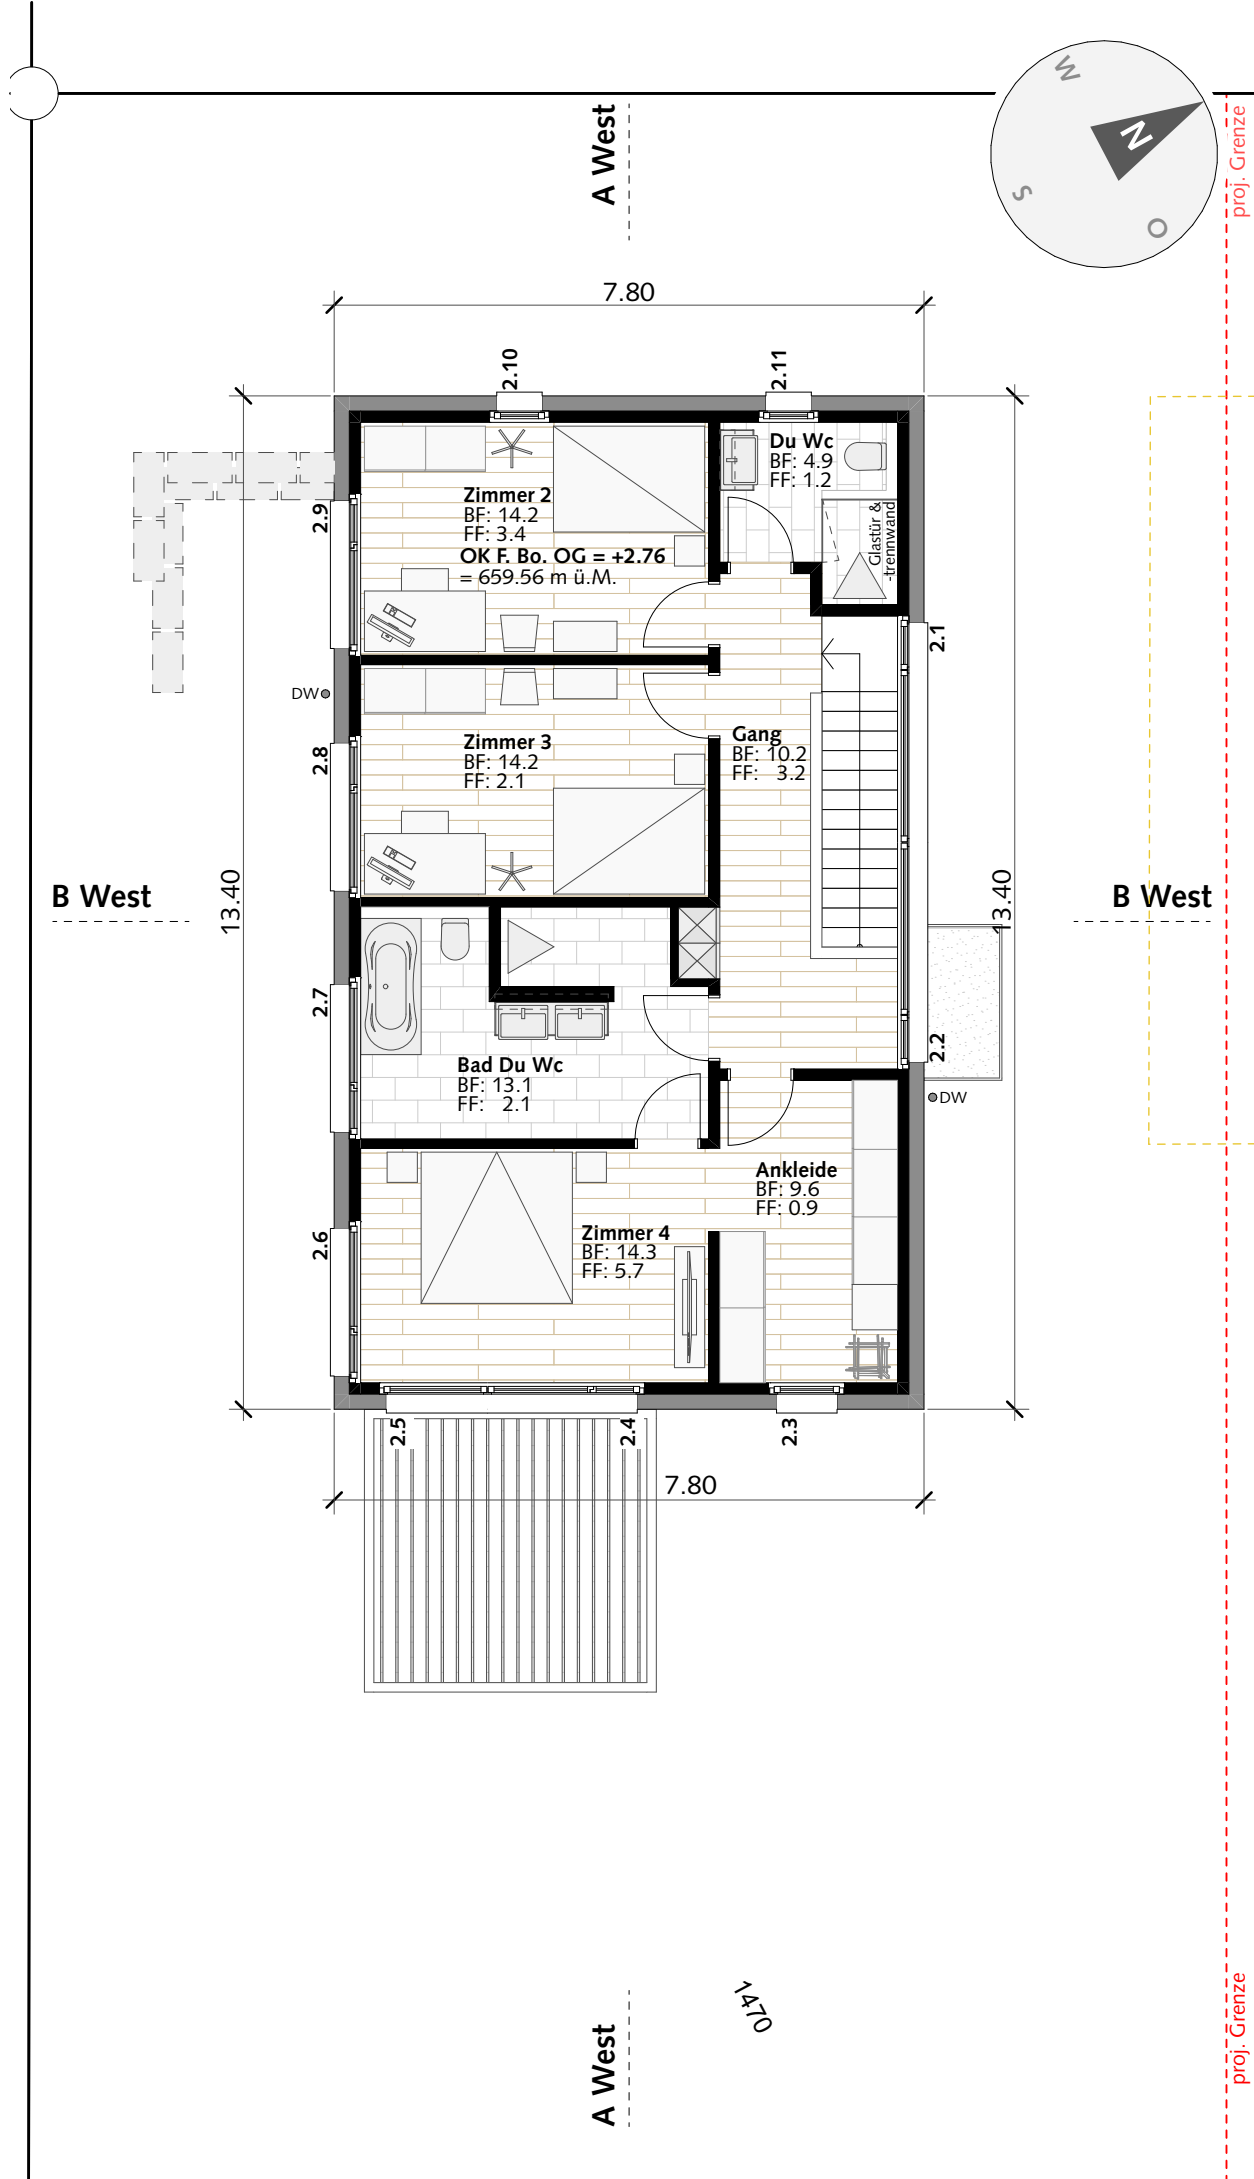 W
N
S
O
proj. Grenze
A West
7.80
2.10
2.11
Du Wc
BF: 4.9
FF: 1.2
Glastür &
-trennwand
Zimmer 2
BF: 14.2
FF: 3.4
OK F. Bo. OG = +2.76
= 659.56 m ü.M.
2.9
2.1
DW
Zimmer 3
BF: 14.2
FF: 2.1
Gang
BF: 10.2
FF: 3.2
2.8
B West
13.40
13.40
B West
2.7
2.2
Bad Du Wc
BF: 13.1
FF: 2.1
DW
Ankleide
BF: 9.6
FF: 0.9
Zimmer 4
BF: 14.3
FF: 5.7
2.6
2.5
2.4
2.3
7.80
1470
A West
proj. Grenze